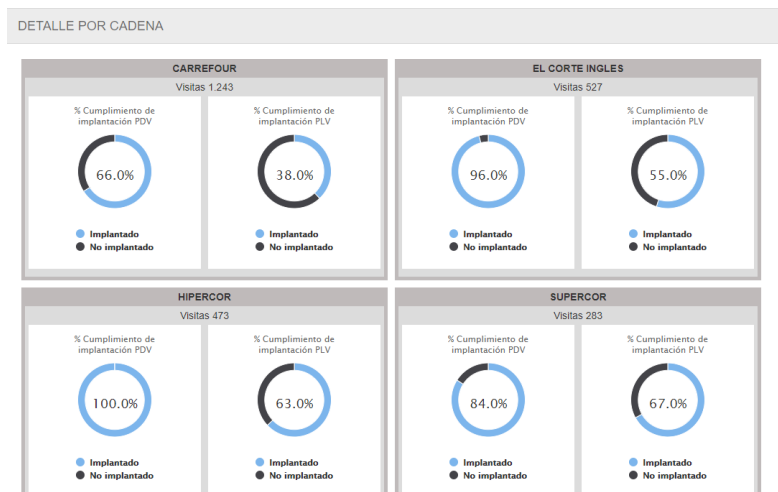 DETALLE POR CADENA
CARREFOUR
Visitas 1.243
% Cumplimiento de
implantación PDV
66.0%
Implantado
No implantado
% Cumplimiento de
implantación PLV
38.0%
Implantado
No implantado
EL CORTE INGLES
Visitas 527
% Cumplimiento de
implantación PDV
96.0%
Implantado
No implantado
% Cumplimiento de
implantación PLV
55.0%
Implantado
No implantado
HIPERCOR
Visitas 473
% Cumplimiento de
implantación PDV
100.0%
Implantado
No implantado
% Cumplimiento de
implantación PLV
63.0%
Implantado
No implantado
SUPERCOR
Visitas 283
% Cumplimiento de
implantación PDV
84.0%
Implantado
No implantado
% Cumplimiento de
implantación PLV
67.0%
Implantado
No implantado